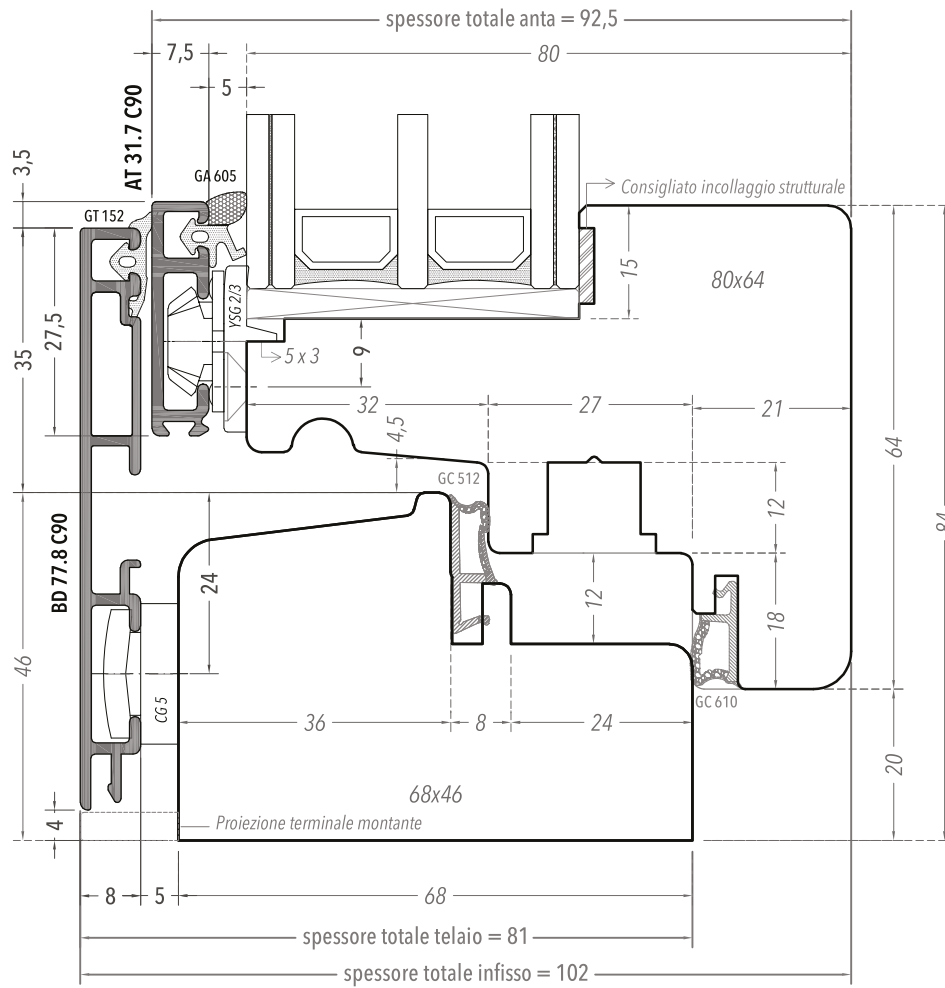 spessore totale anta = 92,5
7,5
80
5
AT 31.7 C90
3,5
GA 605
GT 152
Consigliato incollaggio strutturale
15
80x64
YSG 2/3
27,5
35
5 x 3
9
32
27
21
4,5
64
GC 512
12
BD 77.8 C90
24
12
18
84
46
CG 5
GC 610
36
8
24
20
68x46
4
Proiezione terminale montante
8
5
68
spessore totale telaio = 81
spessore totale infisso = 102